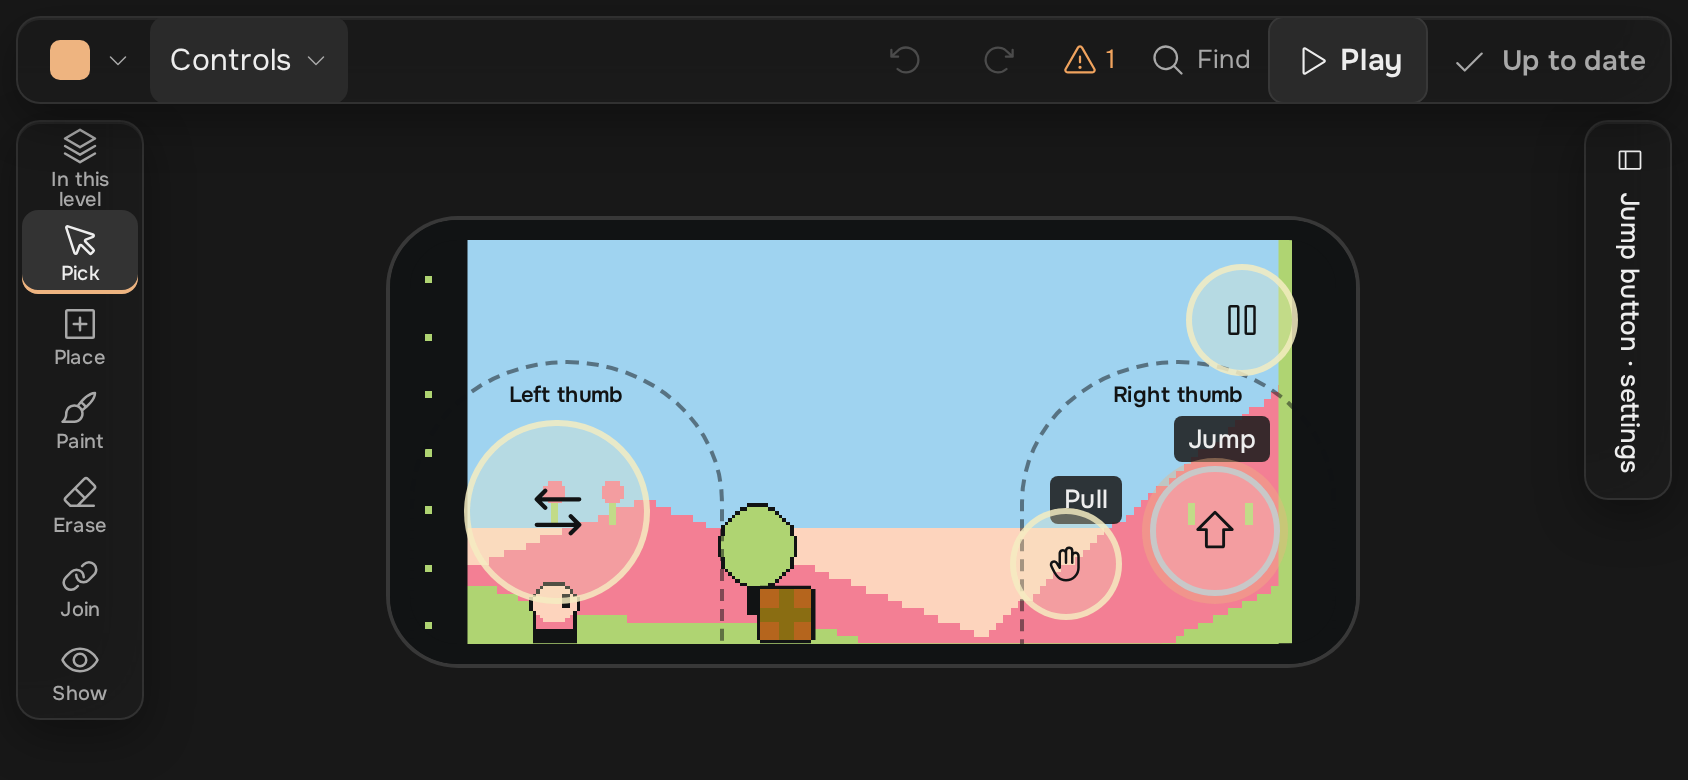 Controls
1
Find
Play
Up to date
In this
level
Pick
Place
Paint
Erase
Join
Show
Left thumb
Right thumb
Jump
Pull
Jump button · settings